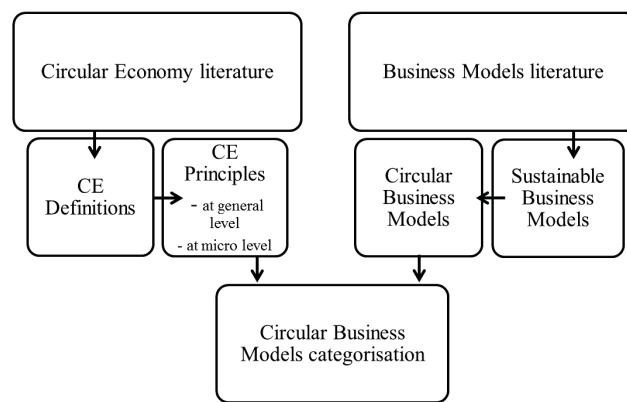 Circular Economy literature
Business Models literature
CE
Definitions
CE
Principles
- at general
level
- at micro level
Circular
Business
Models
Sustainable
Business
Models
Circular Business
Models categorisation